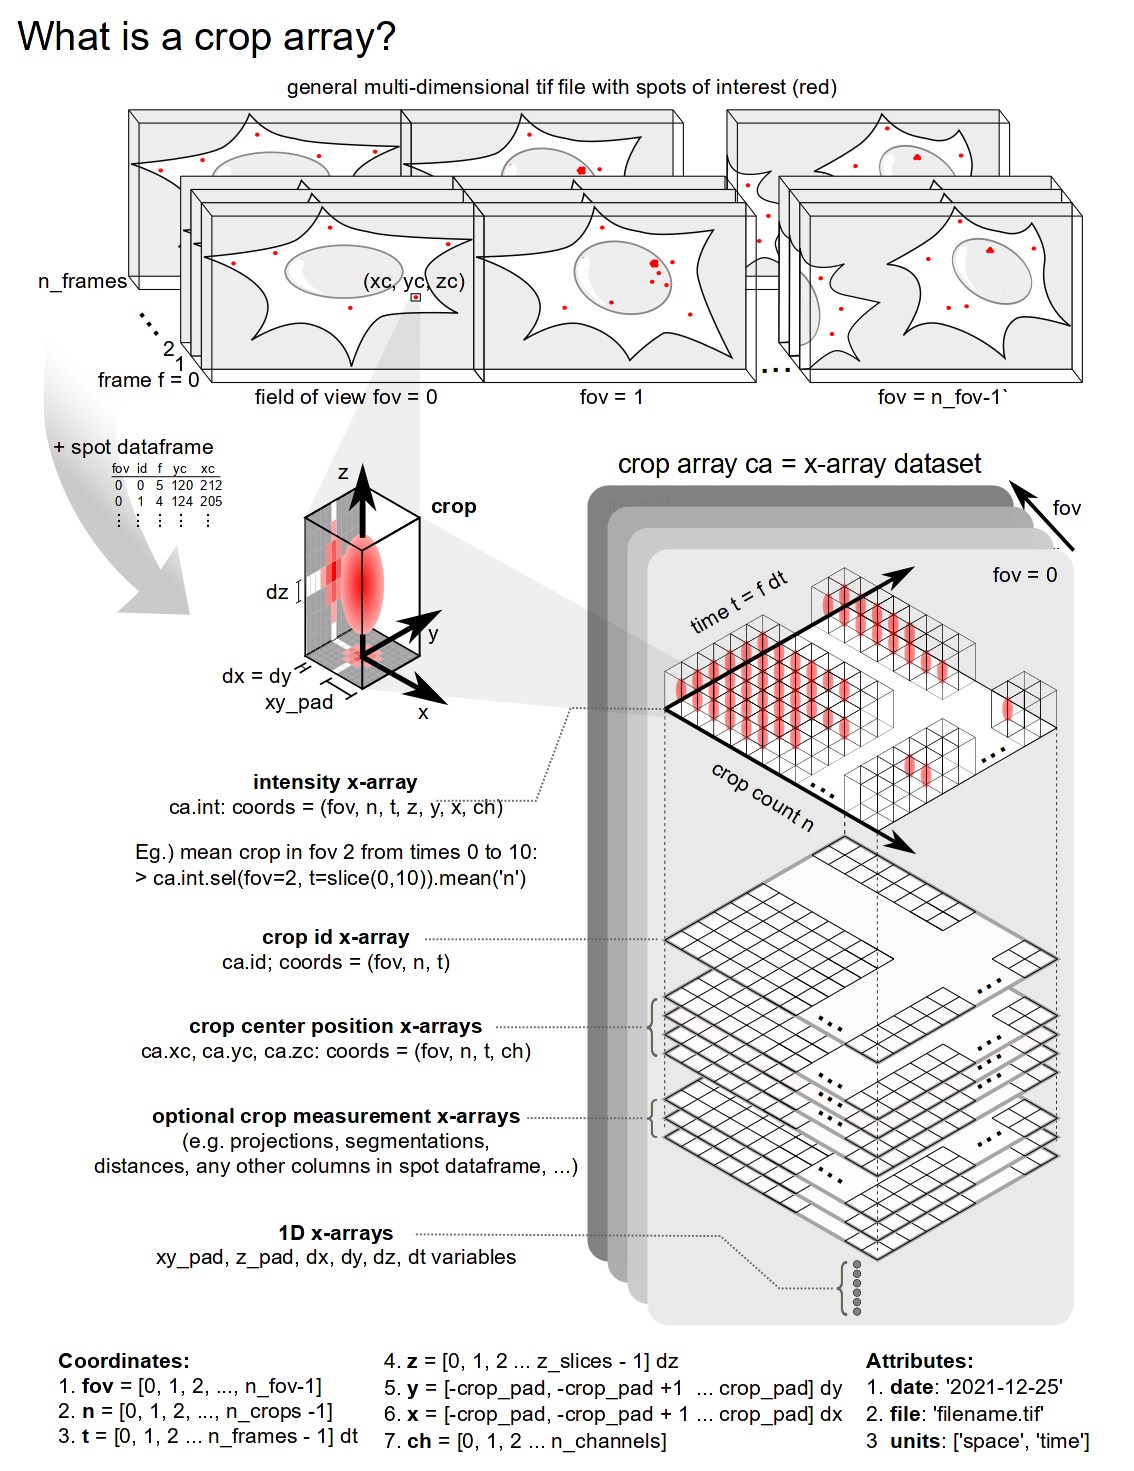 What is a crop array?
general multi-dimensional tif file with spots of interest (red)
(xc, yc, zc)
n_frames
...
2
1
frame f = 0
field of view fov = 0
fov = 1
...
fov = n_fov-1`
+ spot dataframe
fov id f yc xc
0 0 5 120 212
0 1 4 124 205
⋮ ⋮ ⋮ ⋮ ⋮
z
crop
dz
y
dx = dy
xy_pad
x
crop array ca = x-array dataset
fov
fov = 0
time t = f dt
crop count n
...
...
intensity x-array
ca.int: coords = (fov, n, t, z, y, x, ch)
Eg.) mean crop in fov 2 from times 0 to 10:
> ca.int.sel(fov=2, t=slice(0,10)).mean('n')
crop id x-array
ca.id; coords = (fov, n, t)
...
...
crop center position x-arrays
ca.xc, ca.yc, ca.zc: coords = (fov, n, t, ch)
optional crop measurement x-arrays
(e.g. projections, segmentations,
distances, any other columns in spot dataframe, ...)
1D x-arrays
xy_pad, z_pad, dx, dy, dz, dt variables
Coordinates:
1. fov = [0, 1, 2, ..., n_fov-1]
2. n = [0, 1, 2, ..., n_crops -1]
3. t = [0, 1, 2 ... n_frames - 1] dt
4. z = [0, 1, 2 ... z_slices - 1] dz
5. y = [-crop_pad, -crop_pad +1 ... crop_pad] dy
6. x = [-crop_pad, -crop_pad + 1 ... crop_pad] dx
7. ch = [0, 1, 2 ... n_channels]
Attributes:
1. date: '2021-12-25'
2. file: 'filename.tif'
3 units: ['space', 'time']